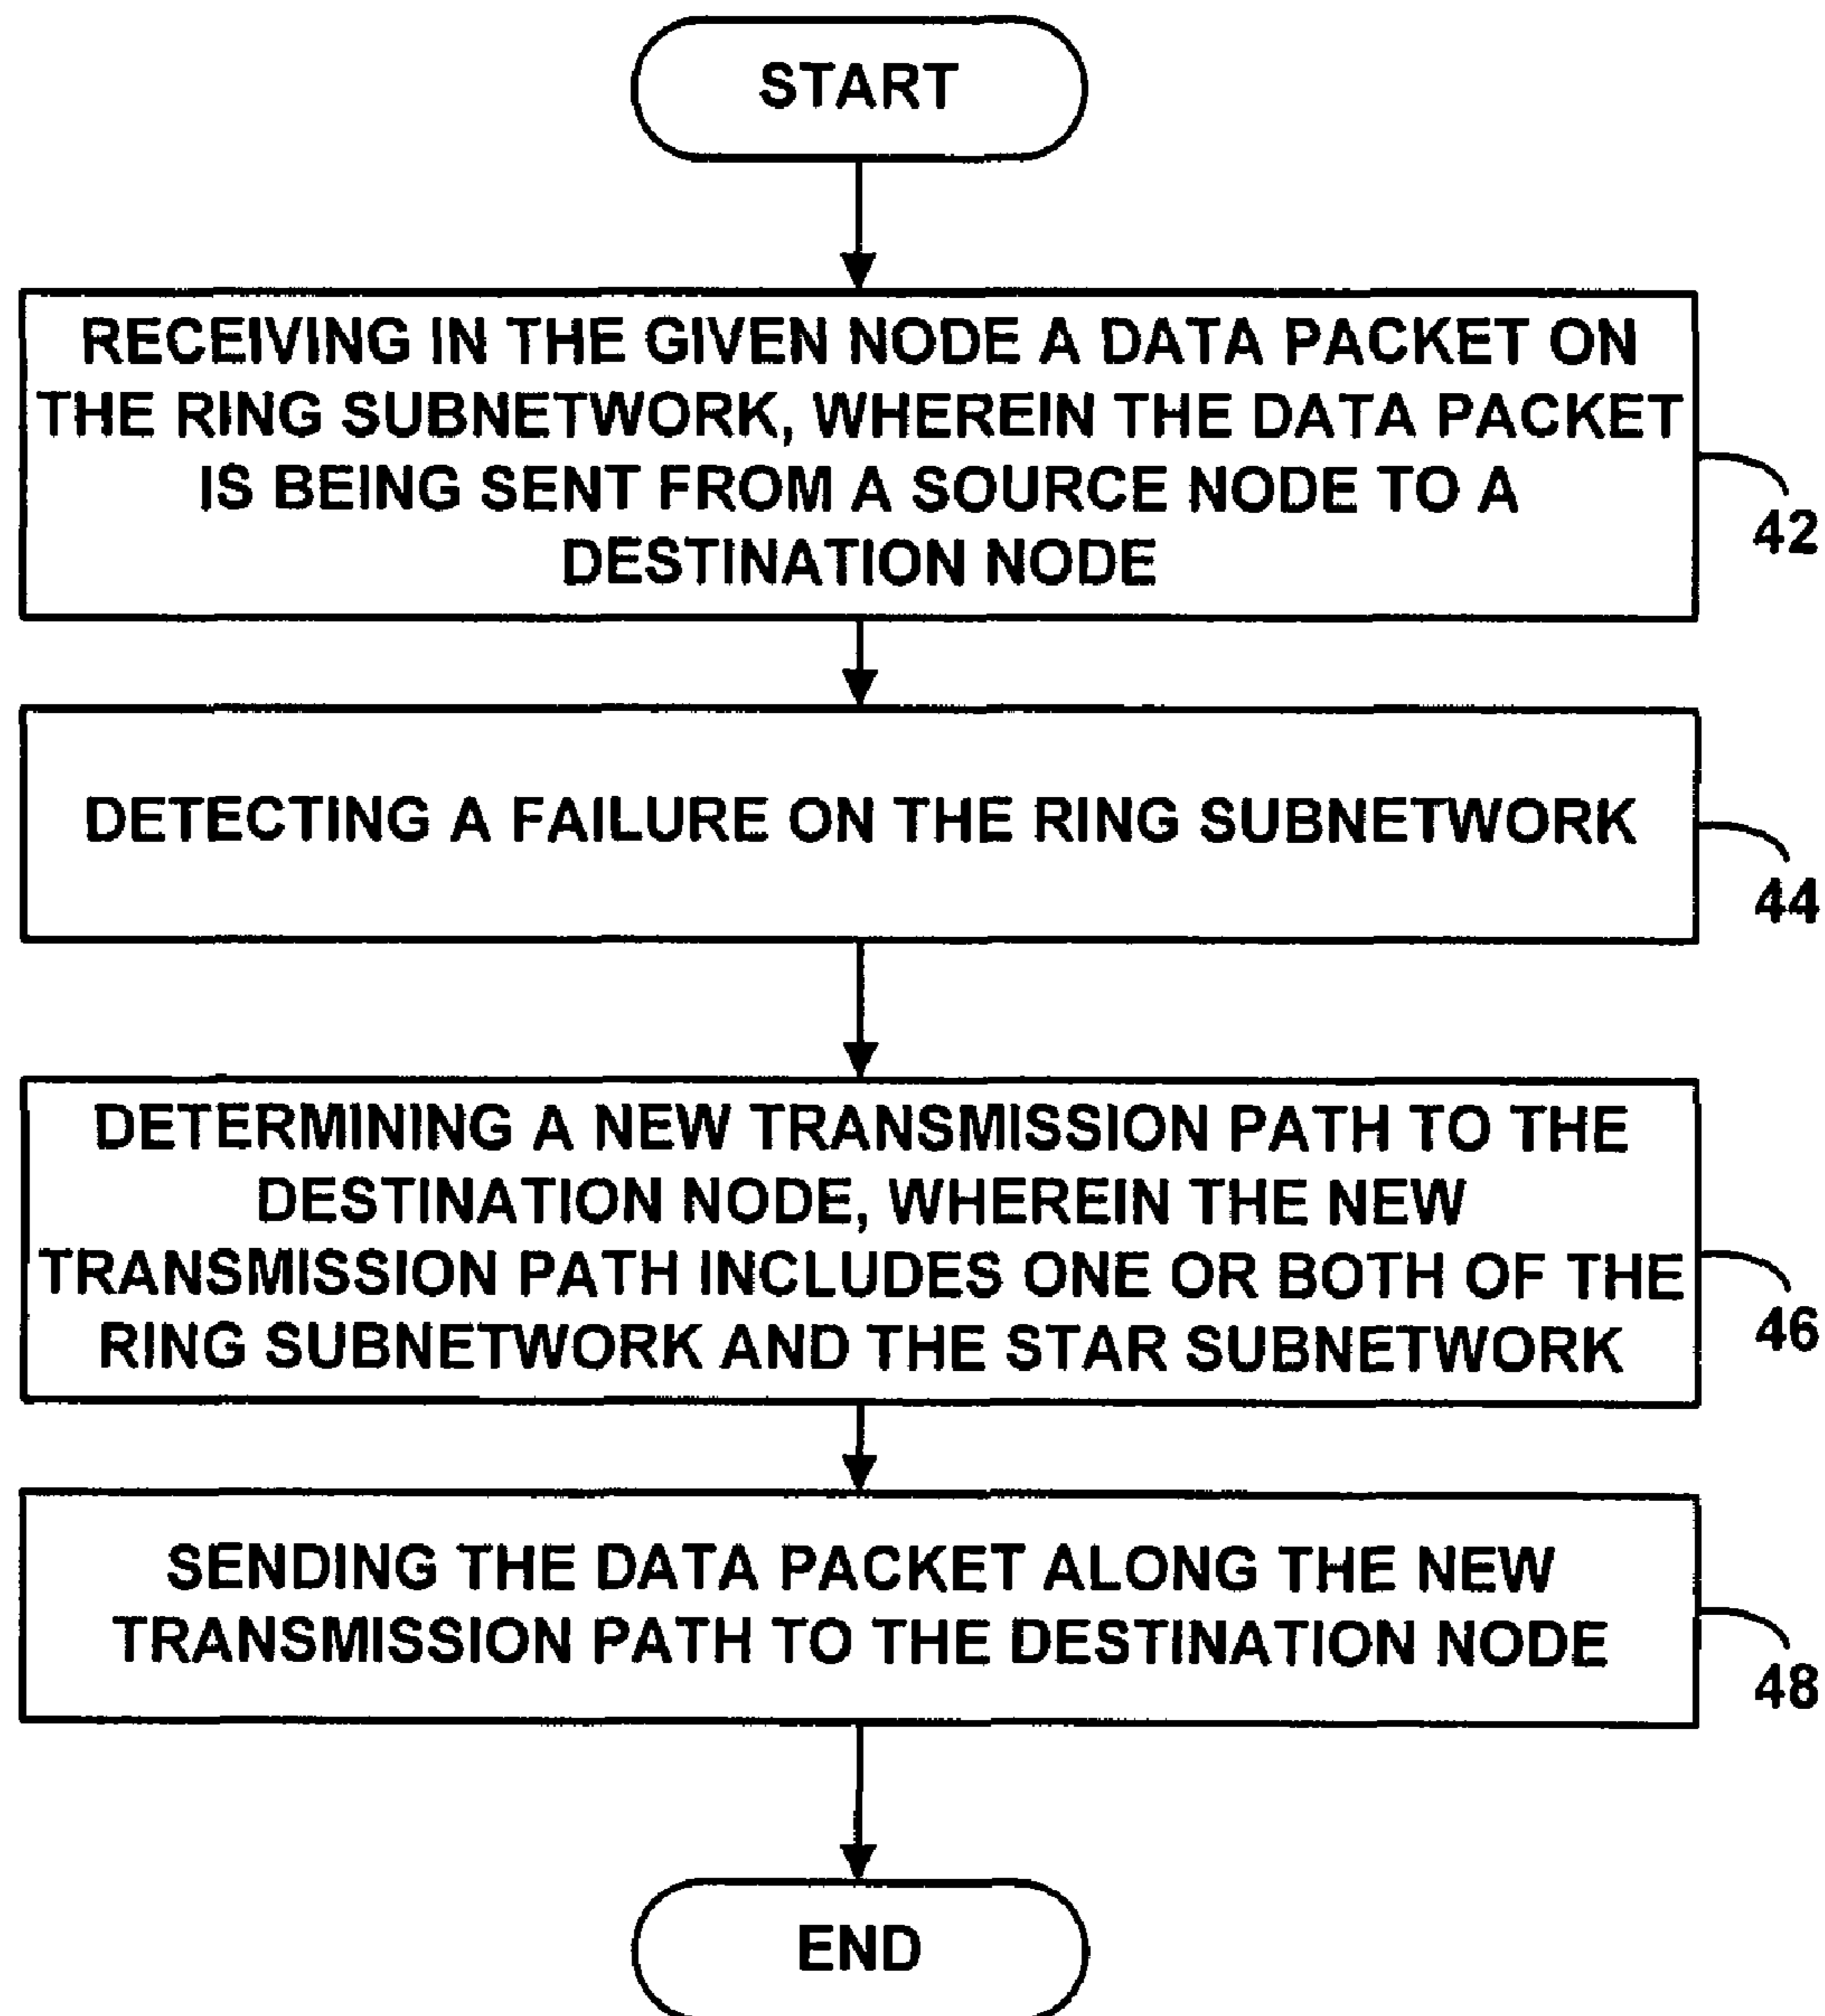 START
RECEIVING IN THE GIVEN NODE A DATA PACKET ON
THE RING SUBNETWORK, WHEREIN THE DATA PACKET
IS BEING SENT FROM A SOURCE NODE TO A
DESTINATION NODE
42
DETECTING A FAILURE ON THE RING SUBNETWORK
44
DETERMINING A NEW TRANSMISSION PATH TO THE
DESTINATION NODE, WHEREIN THE NEW
TRANSMISSION PATH INCLUDES ONE OR BOTH OF THE
RING SUBNETWORK AND THE STAR SUBNETWORK
46
SENDING THE DATA PACKET ALONG THE NEW
TRANSMISSION PATH TO THE DESTINATION NODE
48
END